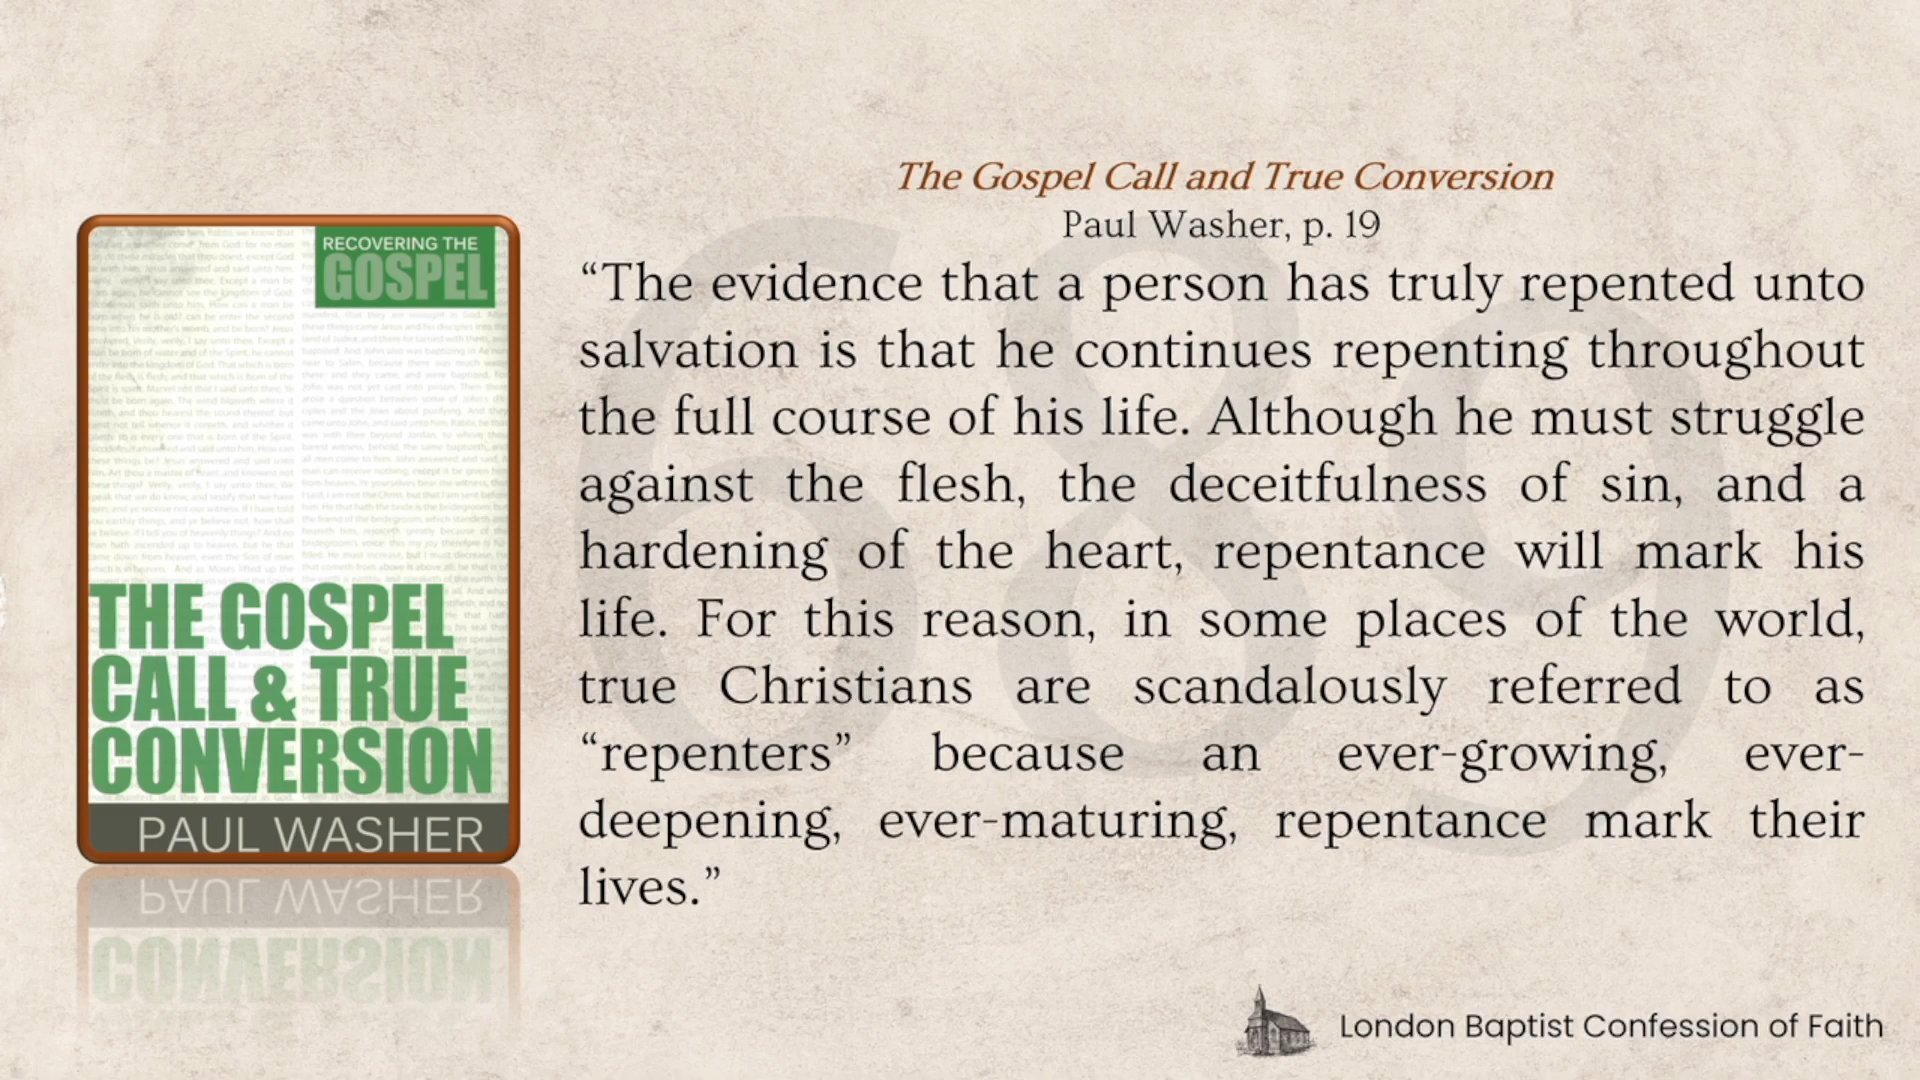 The Gospel Call and True Conversion
Paul Washer, p. 19
“The evidence that a person has truly repented unto
salvation is that he continues repenting throughout
the full course of his life. Although he must struggle
against the flesh, the deceitfulness of sin, and a
hardening of the heart, repentance will mark his
life. For this reason, in some places of the world,
true Christians are scandalously referred to as
“repenters” because an ever-growing, ever-
deepening, ever-maturing, repentance mark their
lives.”
RECOVERING THE
GOSPEL
THE GOSPEL
CALL & TRUE
CONVERSION
PAUL WASHER
689
London Baptist Confession of Faith